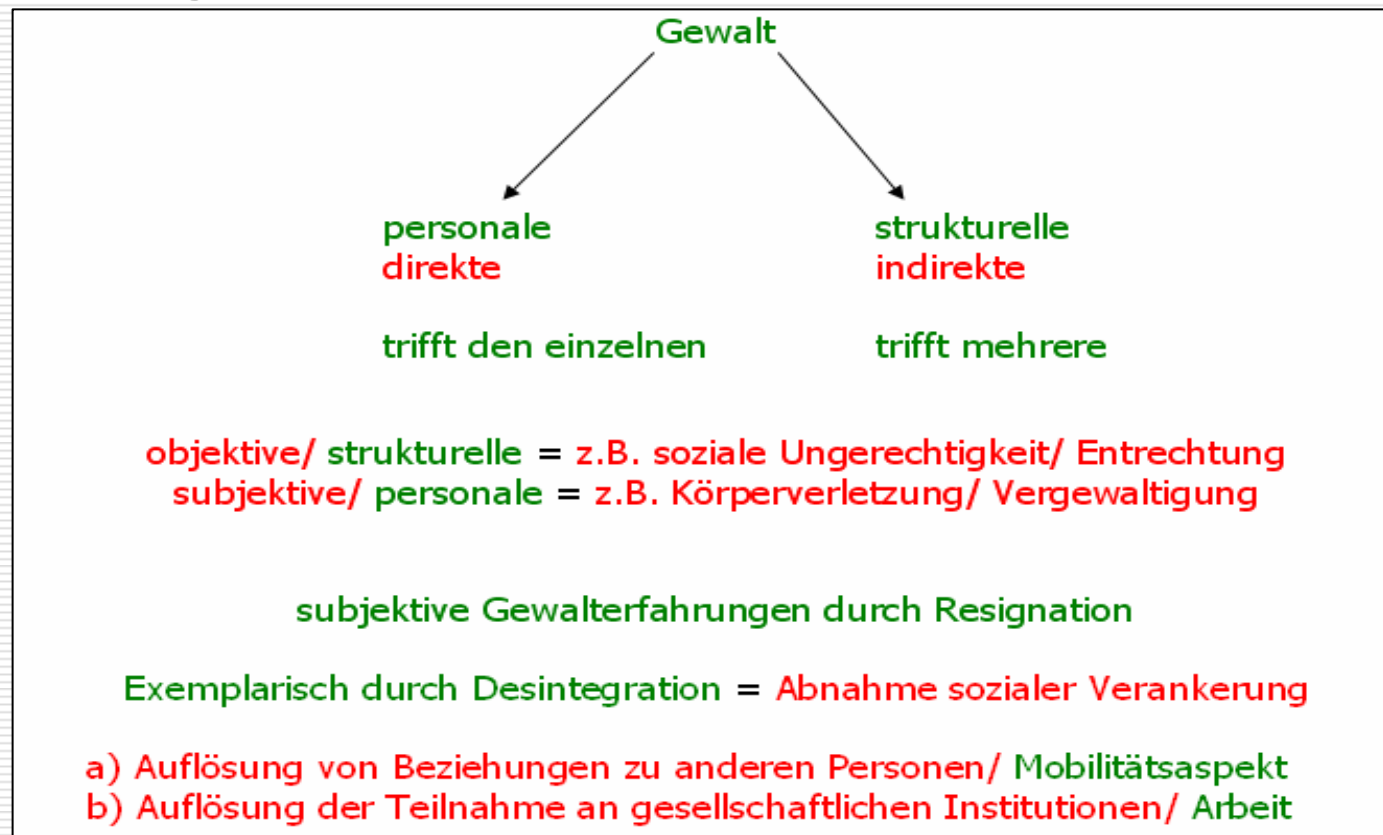 Gewalt
personale strukturelle
direkte indirekte
trifft den einzelnen trifft mehrere
objektive/ strukturelle = z.B. soziale Ungerechtigkeit/ Entrechtung
subjektive/ personale = z.B. Körperverletzung/ Vergewaltigung
subjektive Gewalterfahrungen durch Resignation
Exemplarisch durch Desintegration = Abnahme sozialer Verankerung
a) Auflösung von Beziehungen zu anderen Personen/ Mobilitätsaspekt
b) Auflösung der Teilnahme an gesellschaftlichen Institutionen/ Arbeit